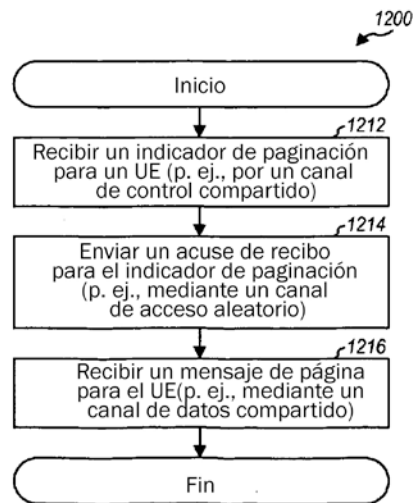 1200
Inicio
1212
Recibir un indicador de paginación
para un UE (p. ej., por un canal
de control compartido)
1214
Enviar un acuse de recibo
para el indicador de paginación
(p. ej., mediante un canal
de acceso aleatorio)
1216
Recibir un mensaje de página
para el UE(p. ej., mediante un
canal de datos compartido)
Fin